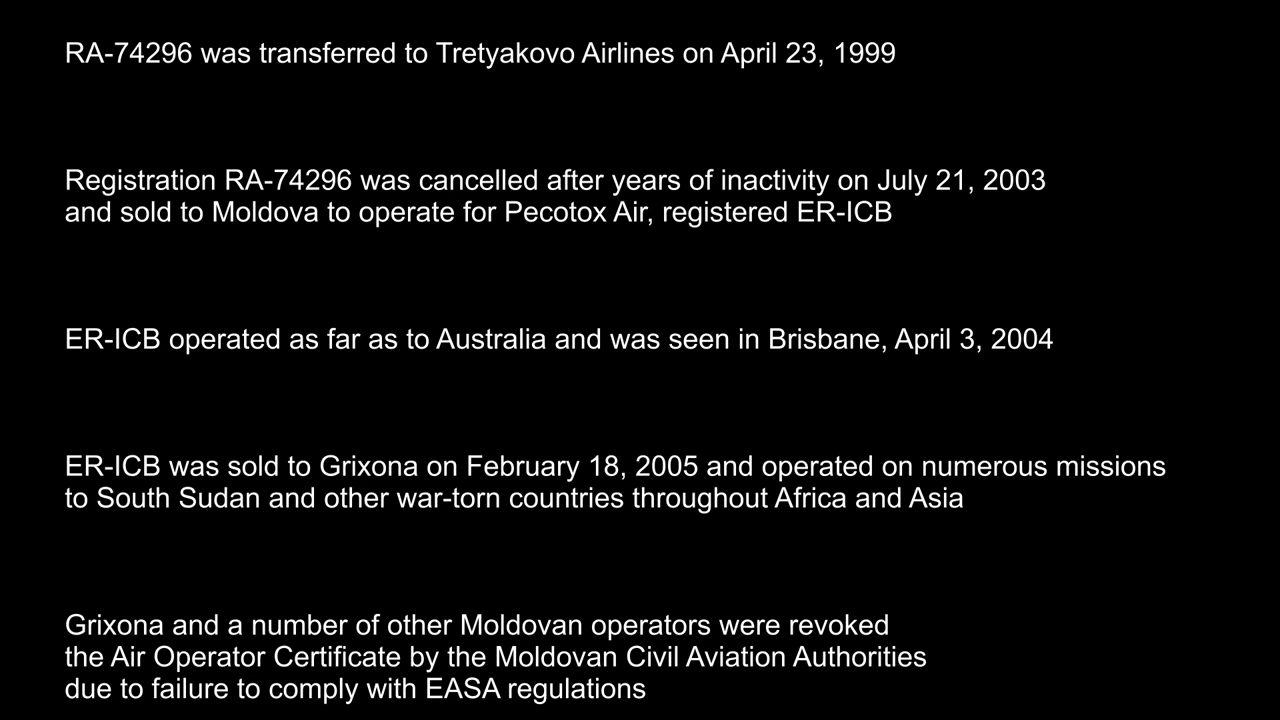 RA-74296 was transferred to Tretyakovo Airlines on April 23, 1999
Registration RA-74296 was cancelled after years of inactivity on July 21, 2003
and sold to Moldova to operate for Pecotox Air, registered ER-ICB
ER-ICB operated as far as to Australia and was seen in Brisbane, April 3, 2004
ER-ICB was sold to Grixona on February 18, 2005 and operated on numerous missions
to South Sudan and other war-torn countries throughout Africa and Asia
Grixona and a number of other Moldovan operators were revoked
the Air Operator Certificate by the Moldovan Civil Aviation Authorities
due to failure to comply with EASA regulations